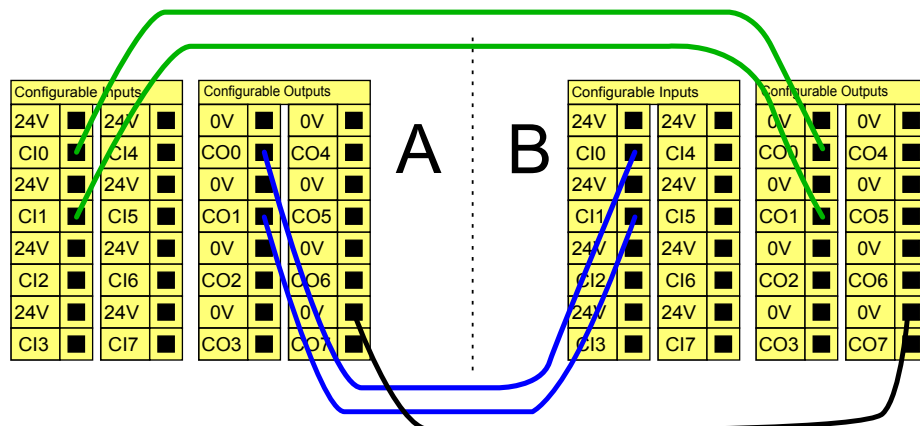 Configurable Inputs
24V 24V
CI0 CI4
24V 24V
CI1 CI5
24V 24V
CI2 CI6
24V 24V
CI3 CI7
Configurable Outputs
0V 0V
CO0 CO4
0V 0V
CO1 CO5
0V 0V
CO2 CO6
0V 0V
CO3 CO7
A
B
Configurable Inputs
24V 24V
CI0 CI4
24V 24V
CI1 CI5
24V 24V
CI2 CI6
24V 24V
CI3 CI7
Configurable Outputs
0V 0V
CO0 CO4
0V 0V
CO1 CO5
0V 0V
CO2 CO6
0V 0V
CO3 CO7